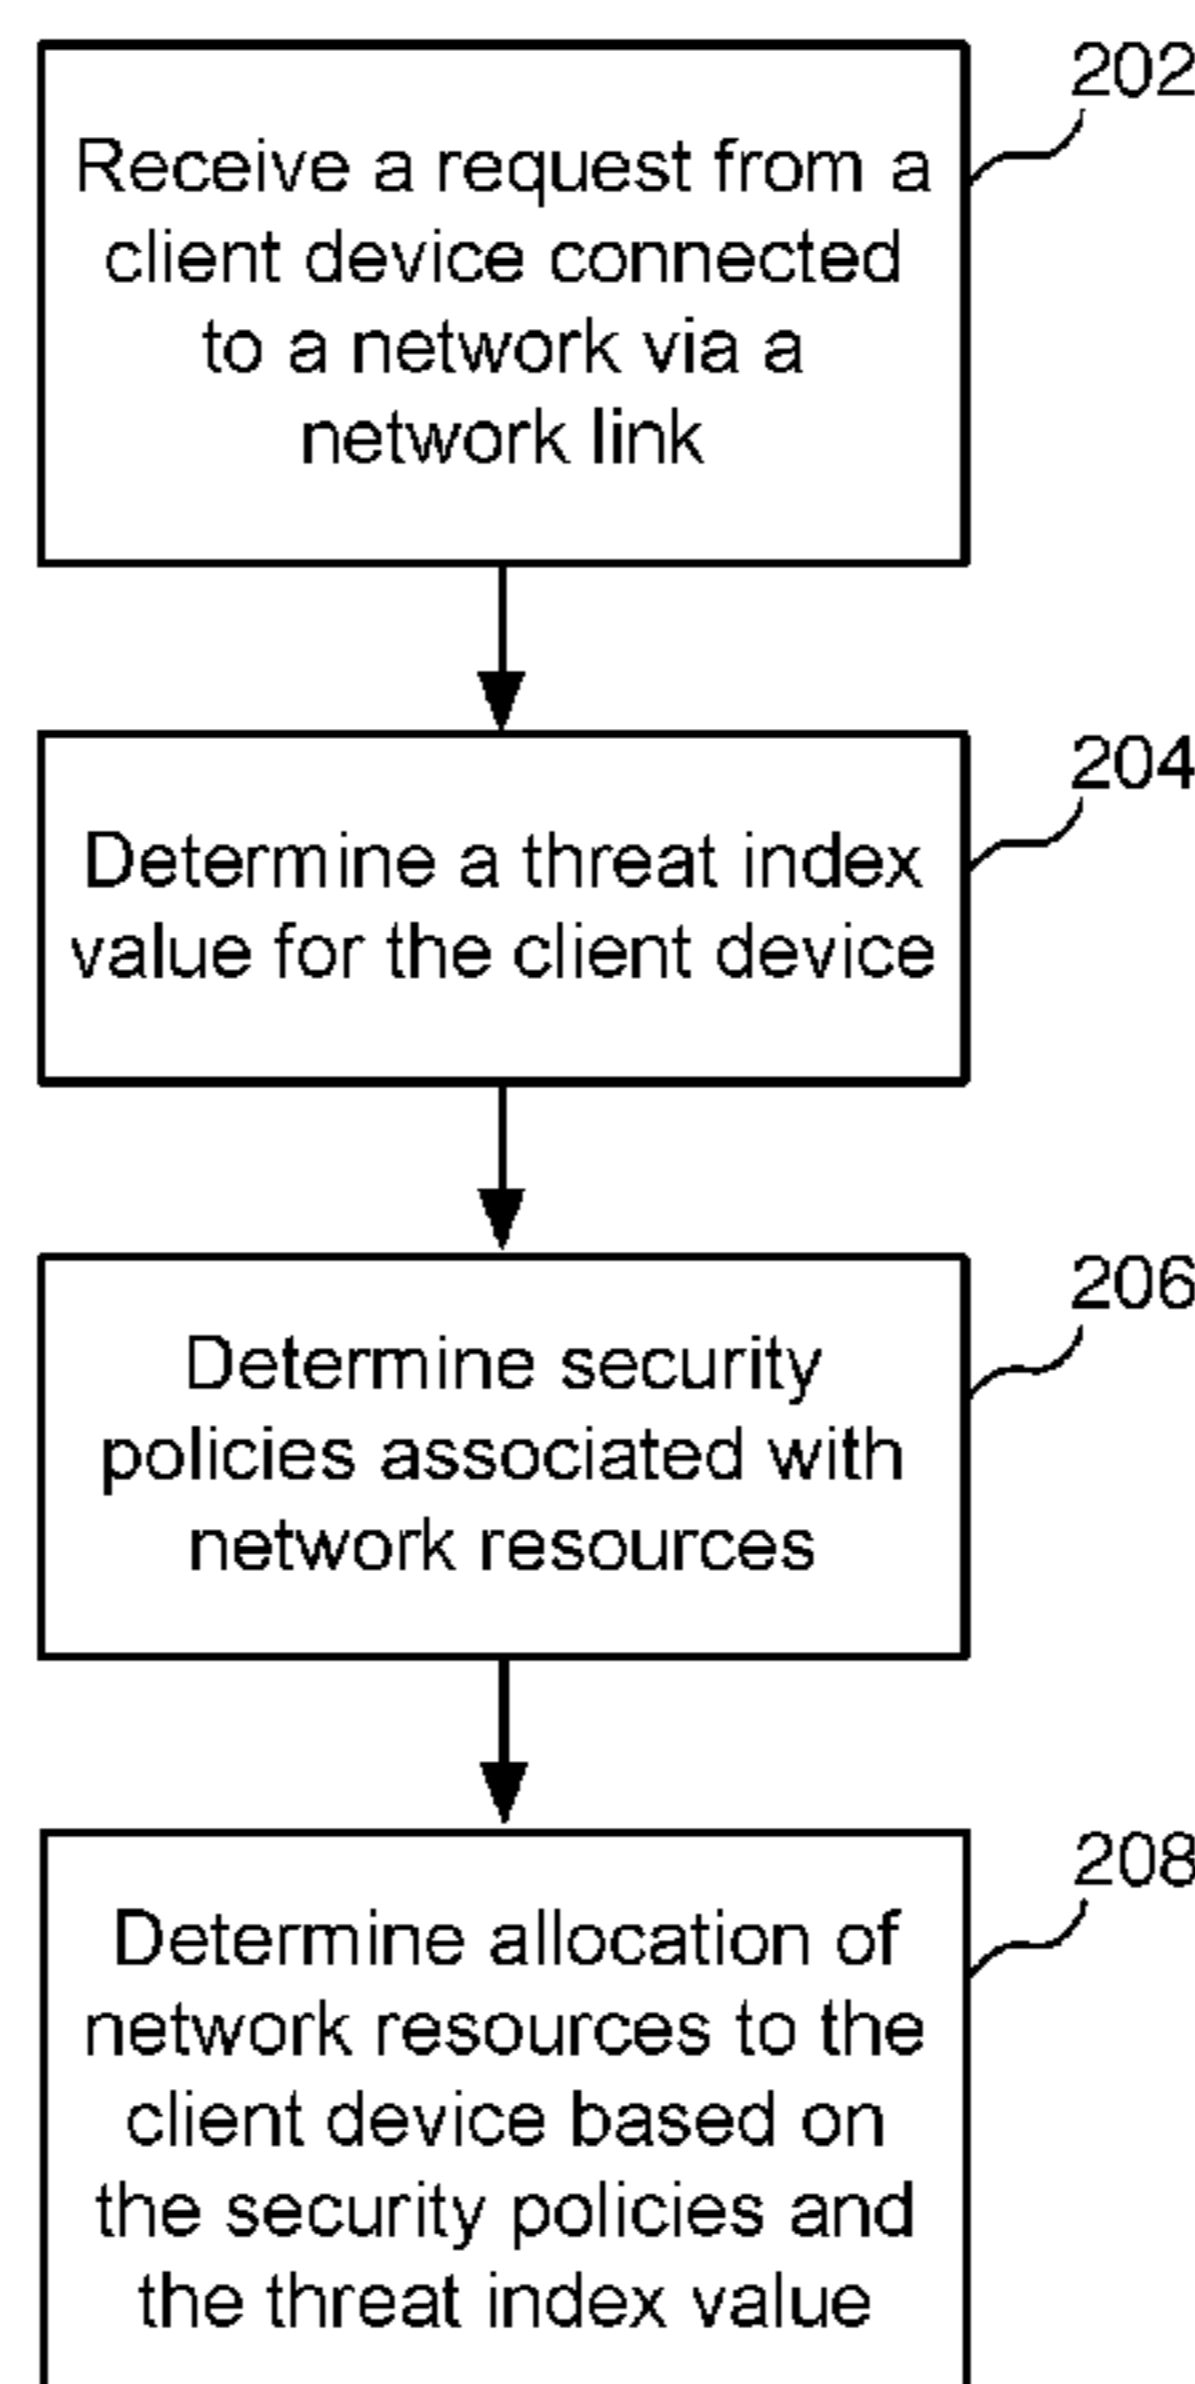 202
Receive a request from a
client device connected
to a network via a
network link
204
Determine a threat index
value for the client device
206
Determine security
policies associated with
network resources
208
Determine allocation of
network resources to the
client device based on
the security policies and
the threat index value